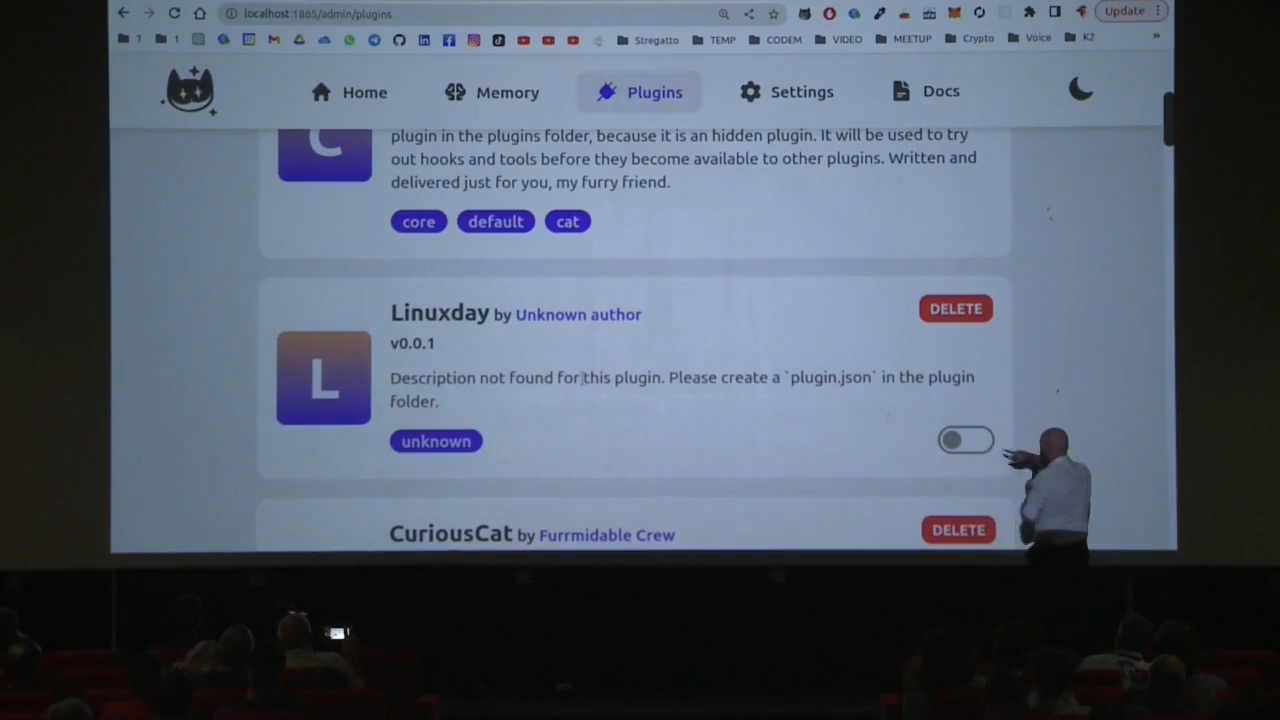 localhost:1865/admin/plugins
Update
T 1 Stregatto TEMP CODEM VIDEO MEETUP Crypto Voice K2 »
Home Memory Plugins Settings Docs
C
plugin in the plugins folder, because it is an hidden plugin. It will be used to try
out hooks and tools before they become available to other plugins. Written and
delivered just for you, my furry friend.
core default cat
Linuxday by Unknown author DELETE
v0.0.1
L
Description not found for this plugin. Please create a `plugin.json` in the plugin
folder.
unknown
CuriousCat by Furrmidable Crew DELETE